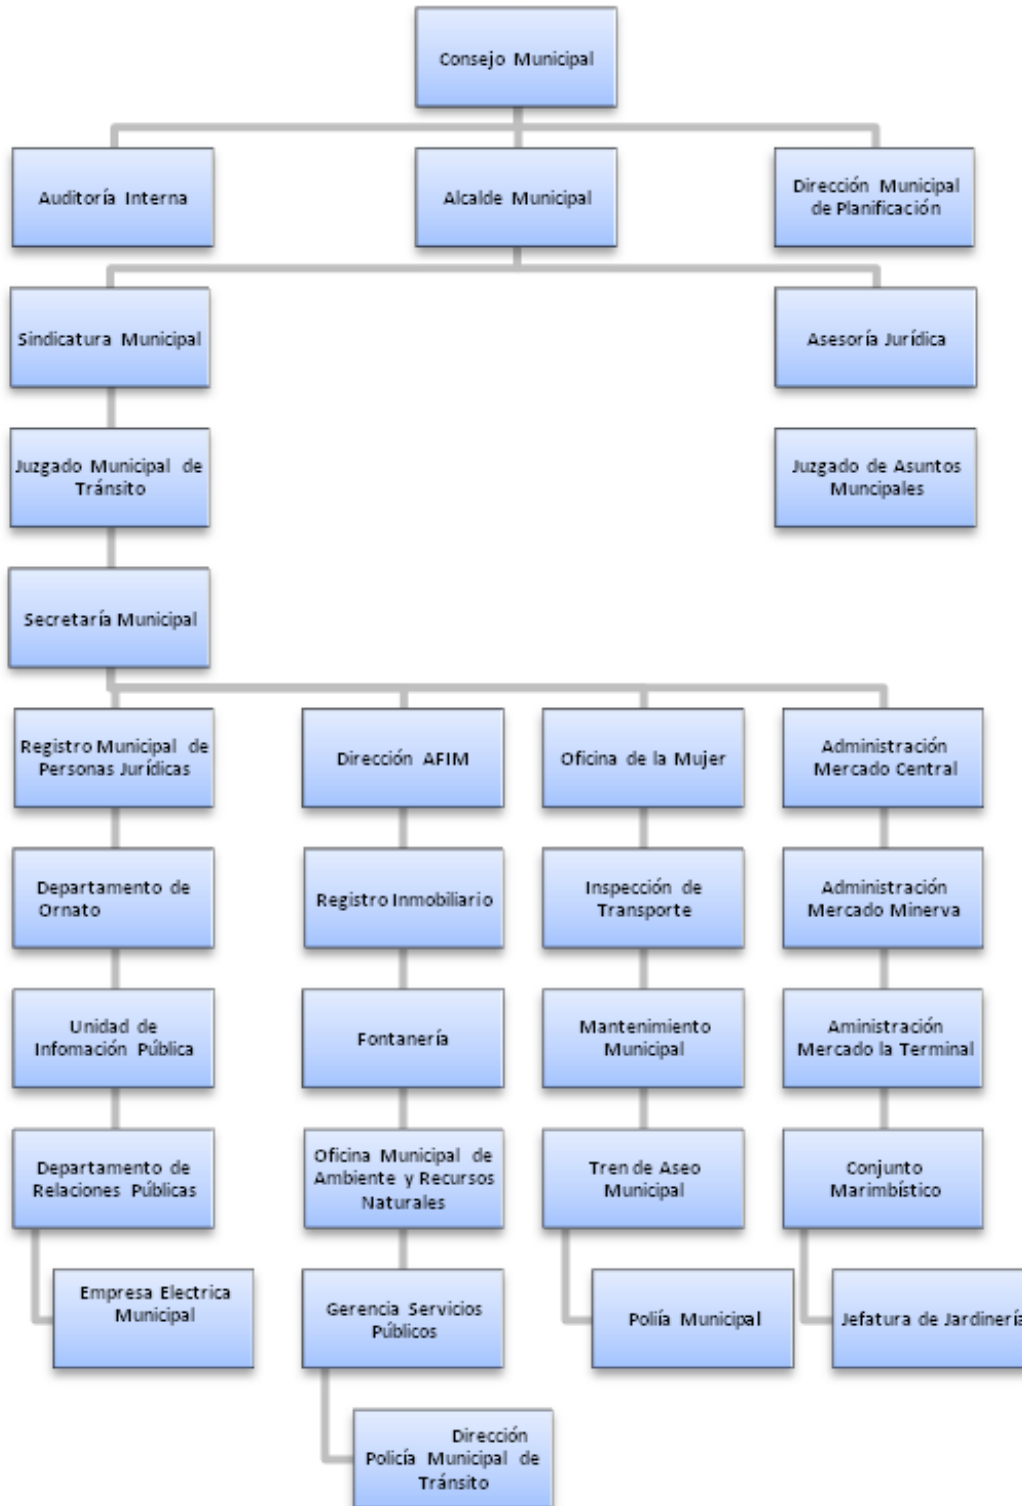 Consejo Municipal
Auditoría Interna
Alcalde Municipal
Dirección Municipal
de Planificación
Sindicatura Municipal
Asesoría Jurídica
Juzgado Municipal de
Tránsito
Juzgado de Asuntos
Muncipales
Secretaría Municipal
Registro Municipal de
Personas Jurídicas
Dirección AFIM
Oficina de la Mujer
Administración
Mercado Central
Departamento de
Ornato
Registro Inmobiliario
Inspección de
Transporte
Administración
Mercado Minerva
Unidad de
Infomación Pública
Fontanería
Mantenimiento
Municipal
Aministración
Mercado la Terminal
Departamento de
Relaciones Públicas
Oficina Municipal de
Ambiente y Recursos
Naturales
Tren de Aseo
Municipal
Conjunto
Marimbístico
Empresa Electrica
Municipal
Gerencia Servicios
Públicos
Poliía Municipal
Jefatura de Jardinería
Dirección
Policía Municipal de
Tránsito